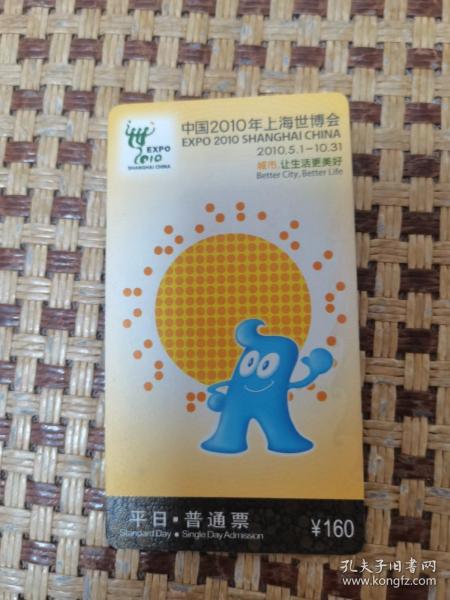 EXPO
2010
SHANGHAI CHINA
中国2010年上海世博会
EXPO 2010 SHANGHAI CHINA
2010.5.1-10.31
城市,让生活更美好
Better City, Better Life
平日·普通票
Standard Day • Single Day Admission
¥160
孔夫子旧书网
www.kongfz.com